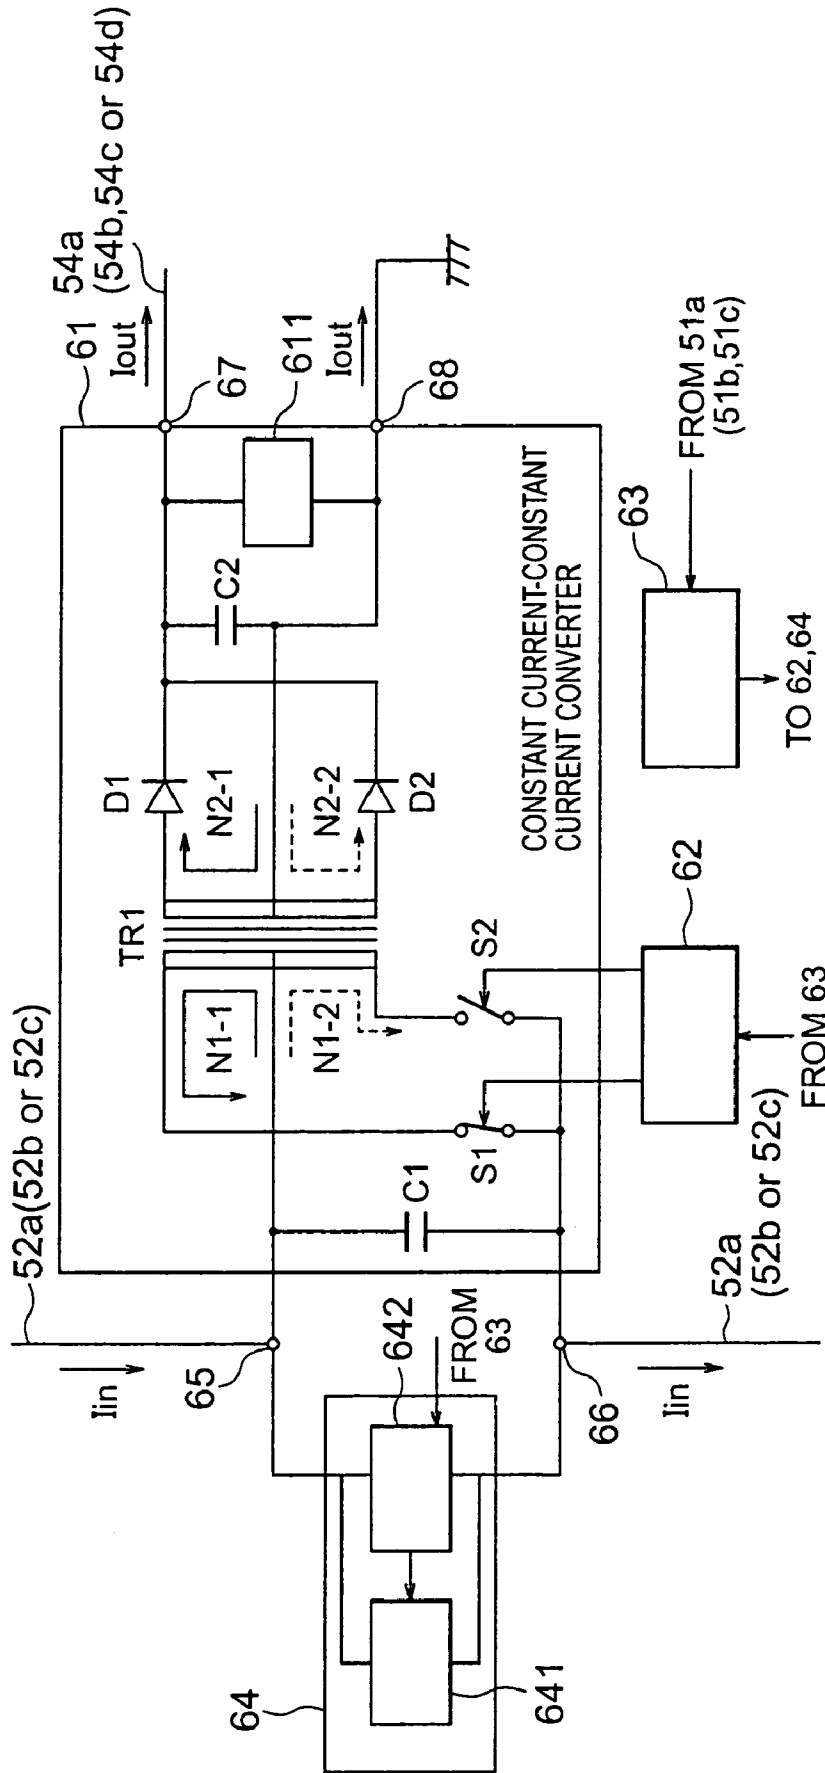 52a(52b or 52c)
Iin
65
64
641
642
FROM
63
66
Iin
52a
(52b or 52c)
61
C1
S1
S2
N1-1
N1-2
TR1
N2-1
N2-2
D1
D2
C2
611
CONSTANT CURRENT-CONSTANT
CURRENT CONVERTER
67
68
Iout
Iout
54a
(54b,54c or 54d)
62
FROM 63
63
FROM 51a
(51b,51c)
TO 62,64